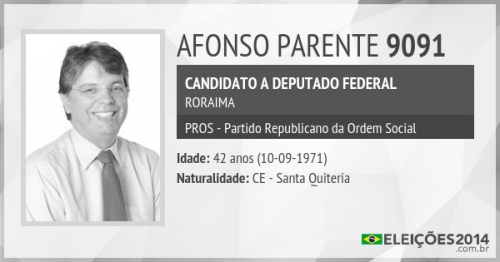 AFONSO PARENTE 9091
CANDIDATO A DEPUTADO FEDERAL
RORAIMA
PROS - Partido Republicano da Ordem Social
Idade: 42 anos (10-09-1971)
Naturalidade: CE - Santa Quiteria
ELEIÇÕES2014
.com.br